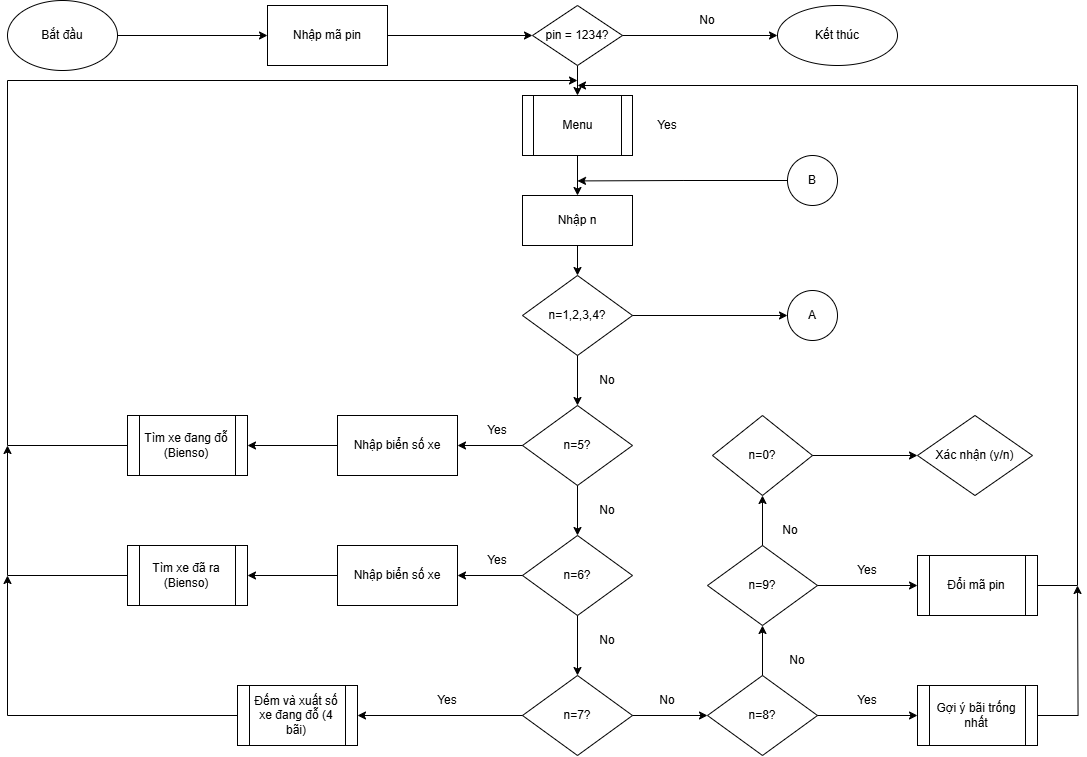 Bắt đầu
Nhập mã pin
pin = 1234?
No
Kết thúc
Menu
Yes
B
Nhập n
n=1,2,3,4?
A
No
Tìm xe đang đỗ
(Bienso)
Nhập biển số xe
Yes
n=5?
n=0?
Xác nhận (y/n)
No
No
Tìm xe đã ra
(Bienso)
Nhập biển số xe
Yes
n=6?
n=9?
Yes
Đổi mã pin
No
No
Đếm và xuất số
xe đang đỗ (4
bãi)
Yes
n=7?
No
n=8?
Yes
Gợi ý bãi trống
nhất